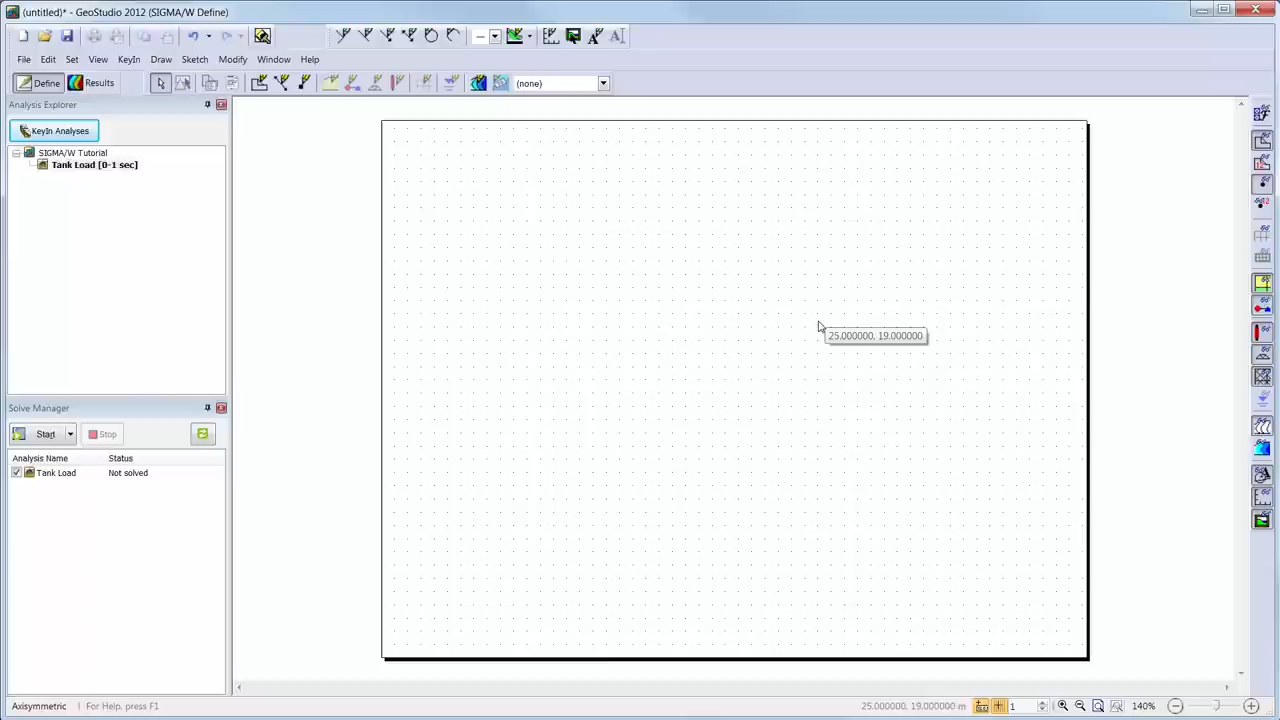 (untitled)* - GeoStudio 2012 (SIGMA/W Define)
File Edit Set View KeyIn Draw Sketch Modify Window Help
Define Results (none)
Analysis Explorer
KeyIn Analyses
SIGMA/W Tutorial
Tank Load [0-1 sec]
25.000000, 19.000000
Solve Manager
Start Stop
Analysis Name Status
Tank Load Not solved
Axisymmetric For Help, press F1 25.000000, 19.000000 m 1 140%